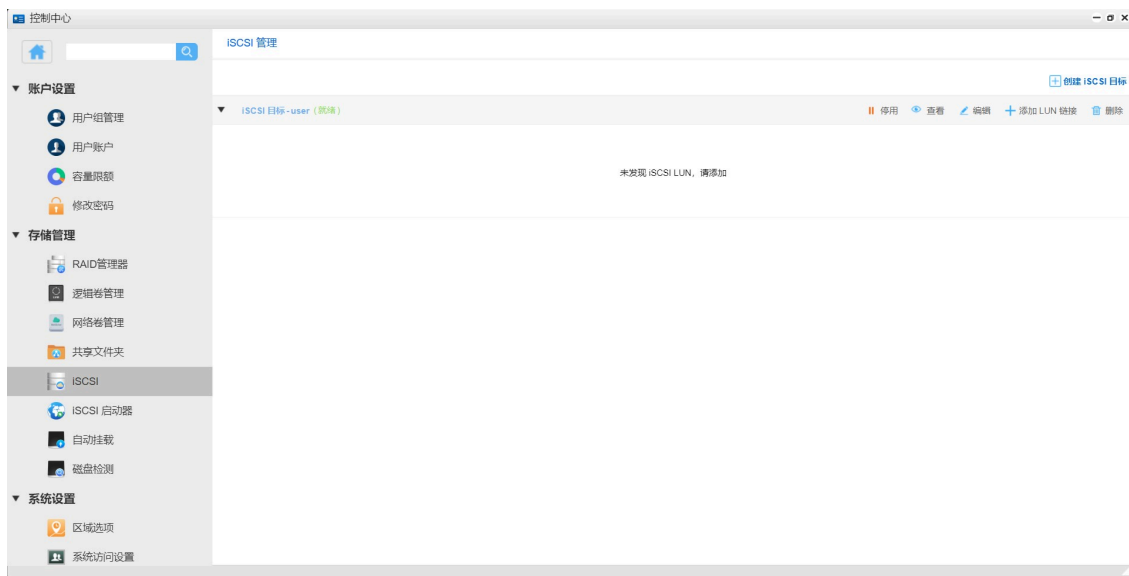 控制中心
iSCSI 管理
创建 iSCSI 目标
账户设置
用户组管理
用户账户
容量限额
修改密码
存储管理
RAID管理器
逻辑卷管理
网络卷管理
共享文件夹
iSCSI
iSCSI 启动器
自动挂载
磁盘检测
系统设置
区域选项
系统访问设置
iSCSI 目标-user (就绪)
停用 查看 编辑 添加 LUN 链接 删除
未发现 iSCSI LUN，请添加